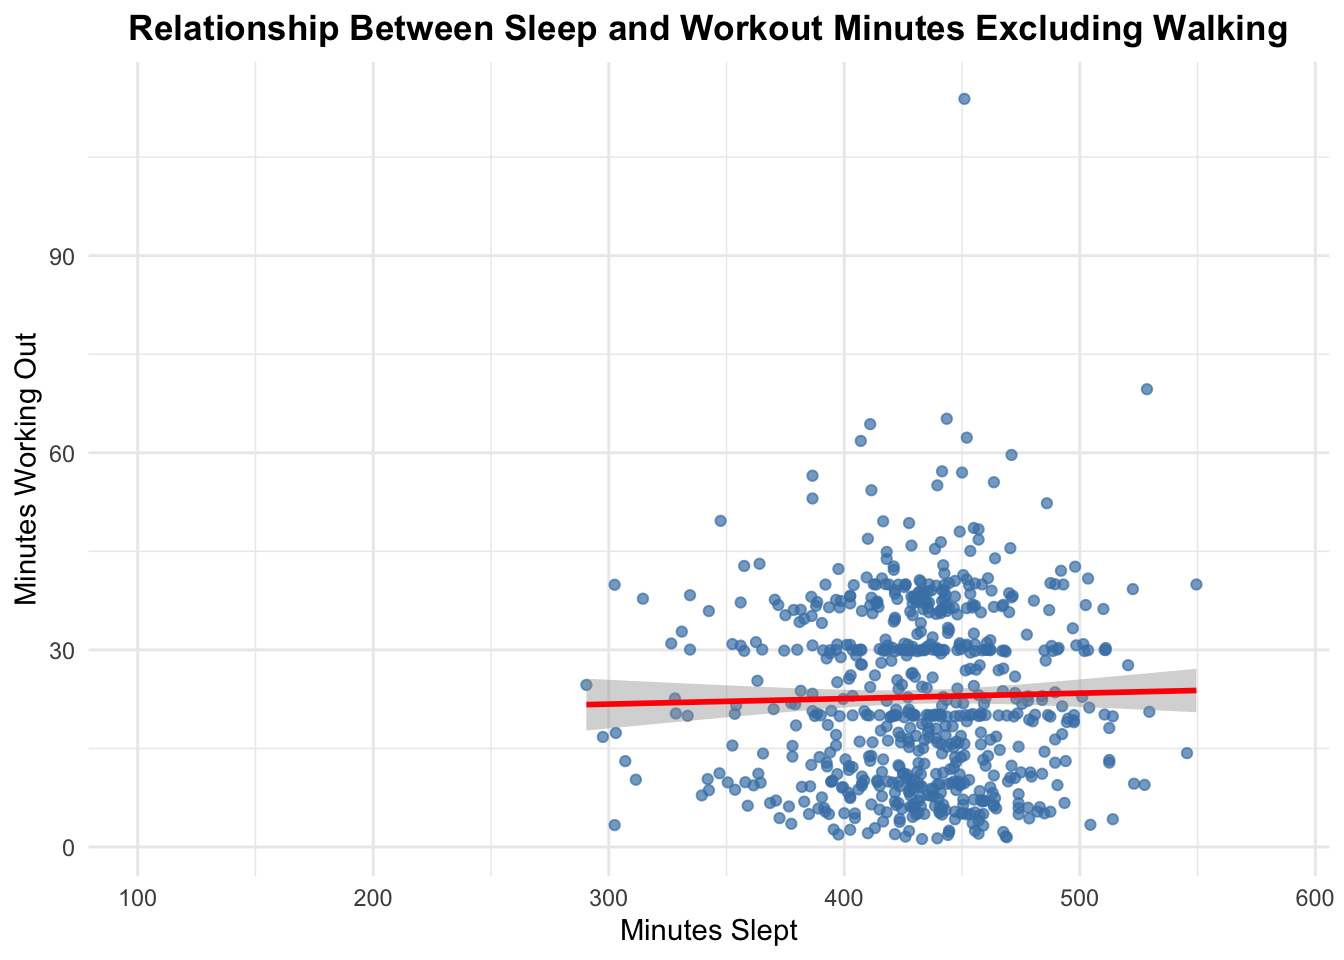 Relationship Between Sleep and Workout Minutes Excluding Walking
Minutes Working Out
90
60
30
0
100 200 300 400 500 600
Minutes Slept